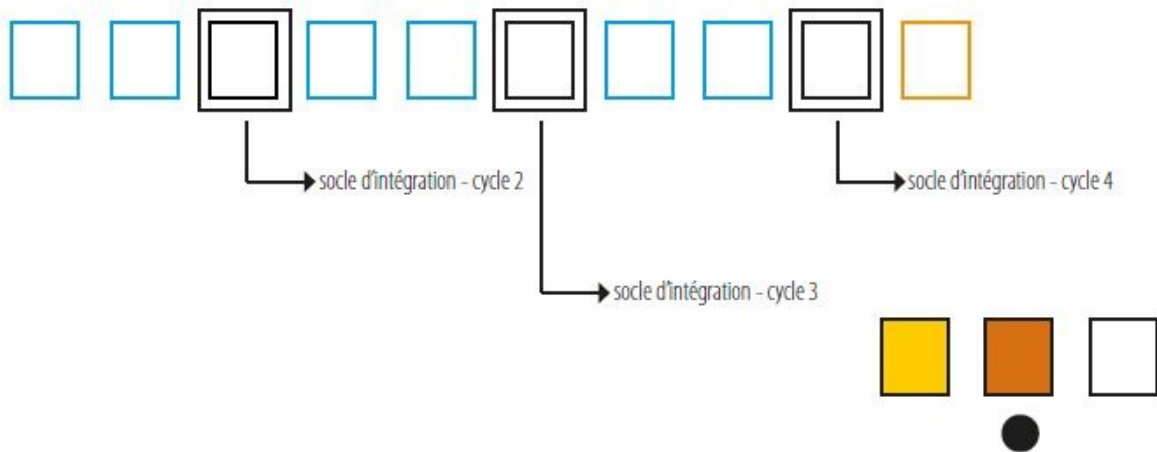 socle d'intégration - cycle 2
socle d'intégration - cycle 4
socle d'intégration - cycle 3